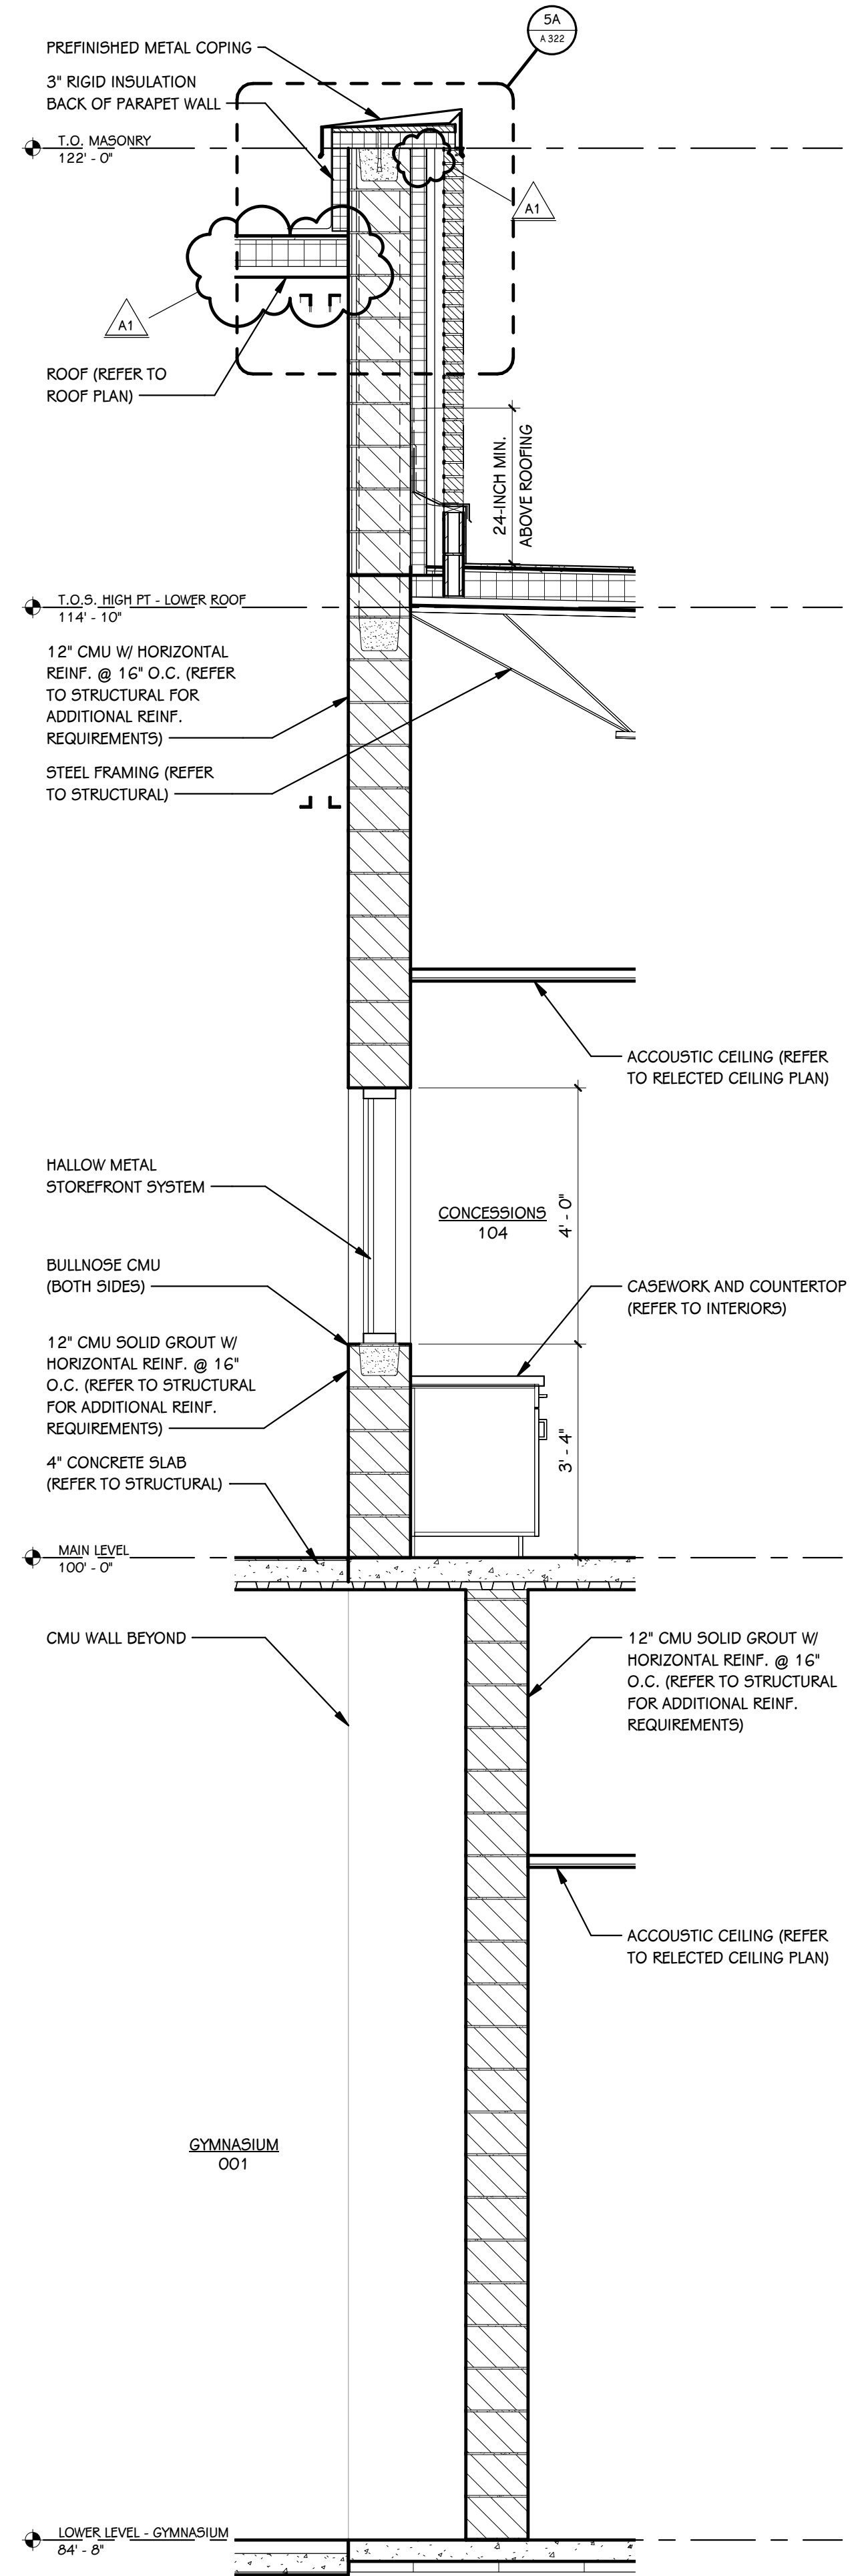 5A
A 322
PREFINISHED METAL COPING
3" RIGID INSULATION
BACK OF PARAPET WALL
T.O. MASONRY
122' - 0"
A1
A1
ROOF (REFER TO
ROOF PLAN)
24-INCH MIN.
ABOVE ROOFING
T.O.S. HIGH PT - LOWER ROOF
114' - 10"
12" CMU W/ HORIZONTAL
REINF. @ 16" O.C. (REFER
TO STRUCTURAL FOR
ADDITIONAL REINF.
REQUIREMENTS)
STEEL FRAMING (REFER
TO STRUCTURAL)
ACCOUSTIC CEILING (REFER
TO RELECTED CEILING PLAN)
HALLOW METAL
STOREFRONT SYSTEM
CONCESSIONS
104
4' - 0"
BULLNOSE CMU
(BOTH SIDES)
CASEWORK AND COUNTERTOP
(REFER TO INTERIORS)
12" CMU SOLID GROUT W/
HORIZONTAL REINF. @ 16"
O.C. (REFER TO STRUCTURAL
FOR ADDITIONAL REINF.
REQUIREMENTS)
3' - 4"
4" CONCRETE SLAB
(REFER TO STRUCTURAL)
MAIN LEVEL
100' - 0"
CMU WALL BEYOND
12" CMU SOLID GROUT W/
HORIZONTAL REINF. @ 16"
O.C. (REFER TO STRUCTURAL
FOR ADDITIONAL REINF.
REQUIREMENTS)
ACCOUSTIC CEILING (REFER
TO RELECTED CEILING PLAN)
GYMNASIUM
001
LOWER LEVEL - GYMNASIUM
84' - 8"